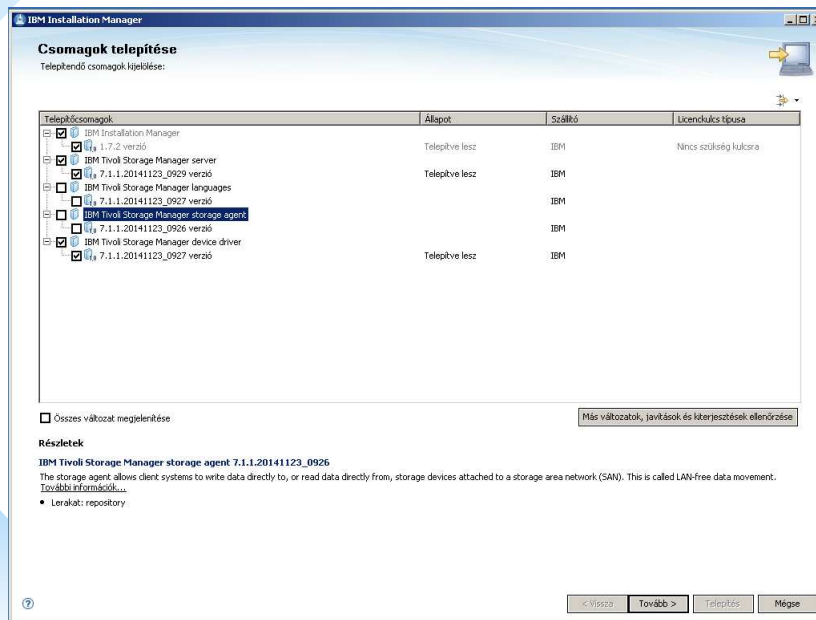 IBM Installation Manager
Csomagok telepítése
Telepítendő csomagok kijelölése:
Telepítőcsomagok Állapot Szállító Licenckulcs típusa
IBM Installation Manager
1.7.2 verzió Telepítve lesz IBM Nincs szükség kulcsra
IBM Tivoli Storage Manager server
7.1.1.20141123_0929 verzió Telepítve lesz IBM
IBM Tivoli Storage Manager languages
7.1.1.20141123_0927 verzió IBM
IBM Tivoli Storage Manager storage agent
7.1.1.20141123_0926 verzió IBM
IBM Tivoli Storage Manager device driver
7.1.1.20141123_0927 verzió Telepítve lesz IBM
Összes változat megjelenítése
Más változatok, javítások és kiterjesztések ellenőrzése
Részletek
IBM Tivoli Storage Manager storage agent 7.1.1.20141123_0926
The storage agent allows client systems to write data directly to, or read data directly from, storage devices attached to a storage area network (SAN). This is called LAN-free data movement.
További információk...
• Lerakat: repository
< Vissza Tovább > Telepítés Mégse